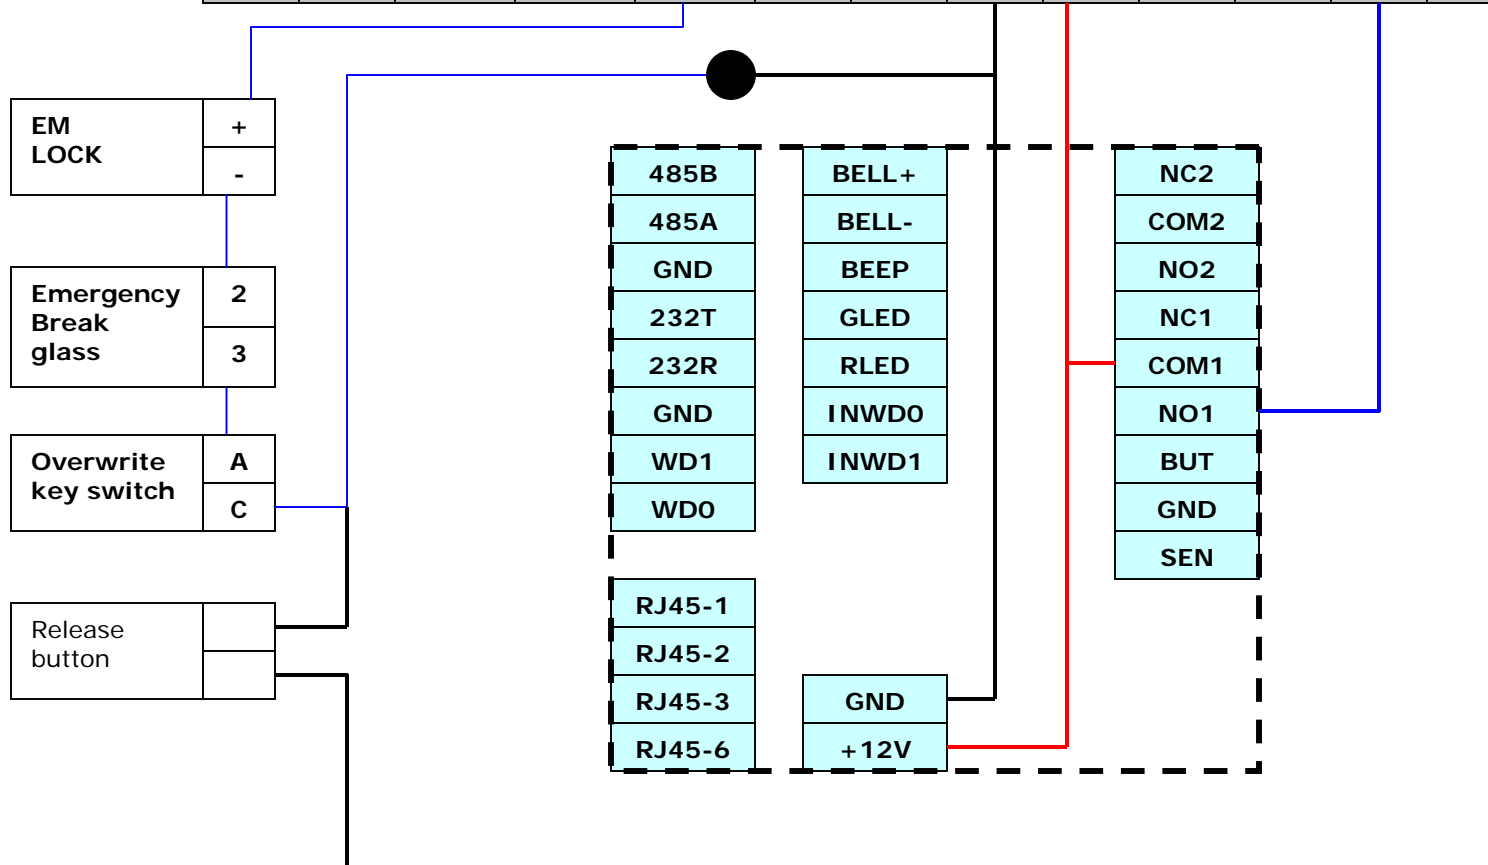 EM
LOCK
+
-
Emergency
Break
glass
2
3
Overwrite
key switch
A
C
Release
button
485B
485A
GND
232T
232R
GND
WD1
WD0
RJ45-1
RJ45-2
RJ45-3
RJ45-6
BELL+
BELL-
BEEP
GLED
RLED
INWD0
INWD1
GND
+12V
NC2
COM2
NO2
NC1
COM1
NO1
BUT
GND
SEN